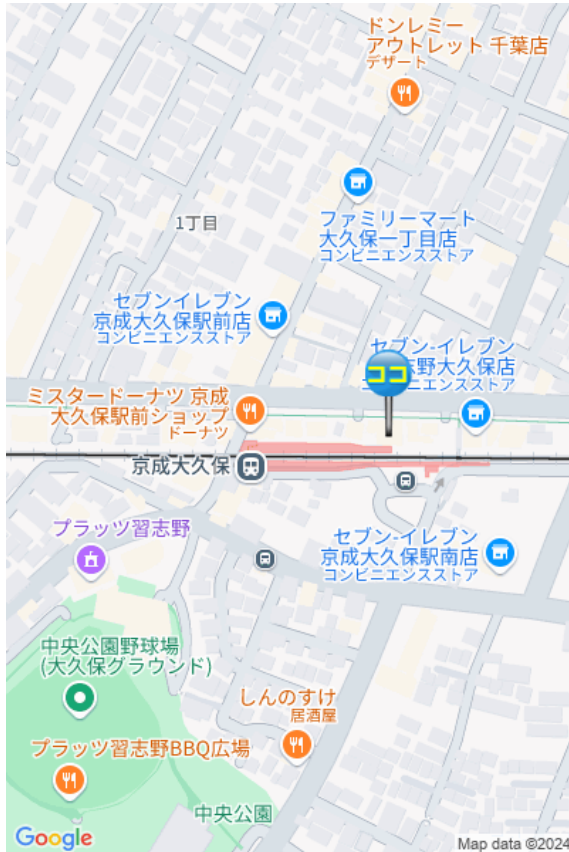 ドンレミー
アウトレット 千葉店
デザート
1丁目
ファミリーマート
大久保一丁目店
コンビニエンスストア
セブンイレブン
京成大久保駅前店
コンビニエンスストア
セブン-イレブン
野大久保店
ココ
コンビニエンスストア
ミスタードーナツ 京成
大久保駅前ショップ
ドーナツ
京成大久保
プラッツ習志野
セブン-イレブン
京成大久保駅南店
コンビニエンスストア
中央公園野球場
(大久保グラウンド)
しんのすけ
居酒屋
プラッツ習志野BBQ広場
中央公園
Google
Map data ©2024